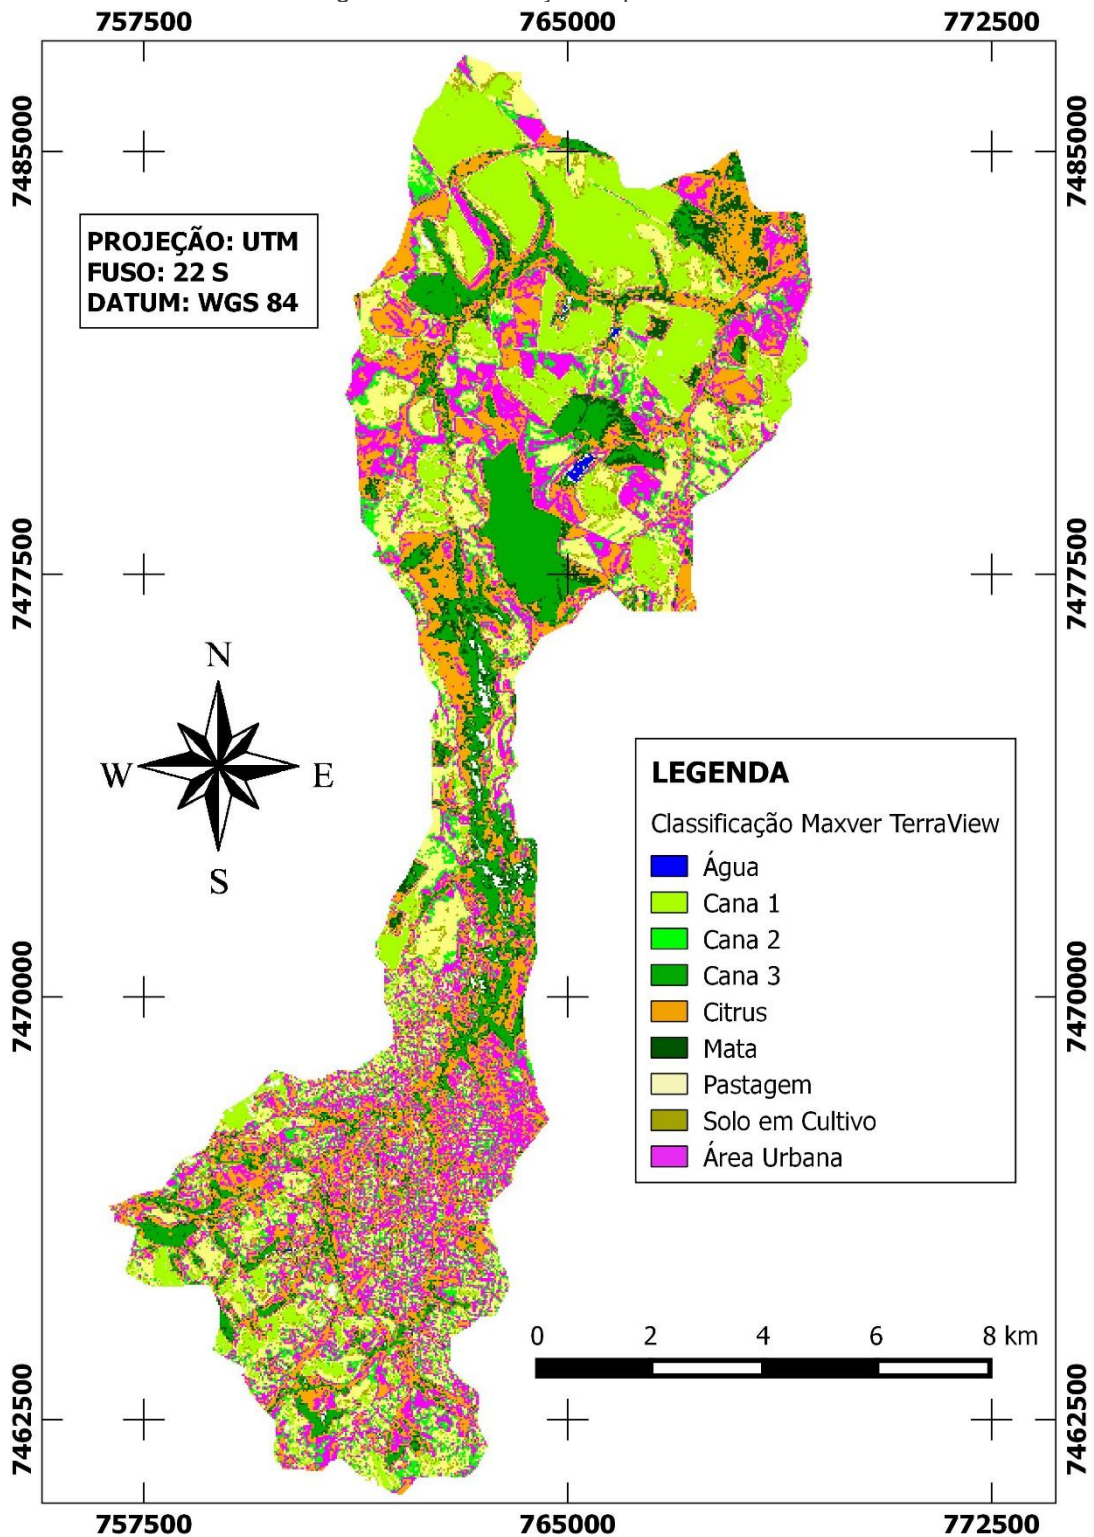 757500 765000 772500
7485000 7485000
PROJEÇÃO: UTM
FUSO: 22 S
DATUM: WGS 84
7477500 7477500
N
W E
S
LEGENDA
Classificação Maxver TerraView
Água
Cana 1
Cana 2
Cana 3
Citrus
Mata
Pastagem
Solo em Cultivo
Área Urbana
7470000 7470000
0 2 4 6 8 km
7462500 7462500
757500 765000 772500